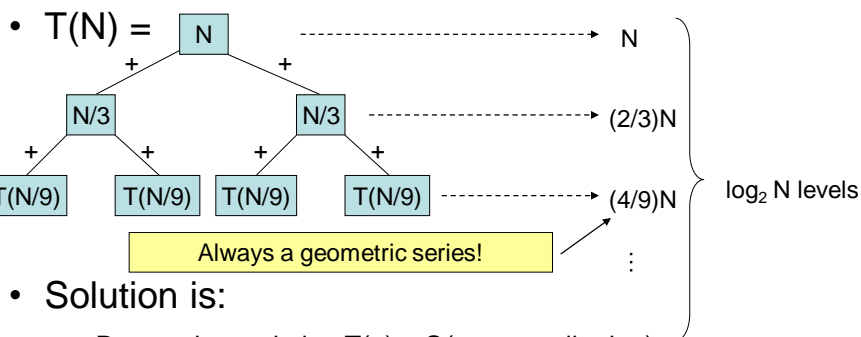 • T(N) = N N
+ +
N/3 N/3 (2/3)N
+ + + +
T(N/9) T(N/9) T(N/9) T(N/9) (4/9)N log₂ N levels
Always a geometric series! ⋮
• Solution is: